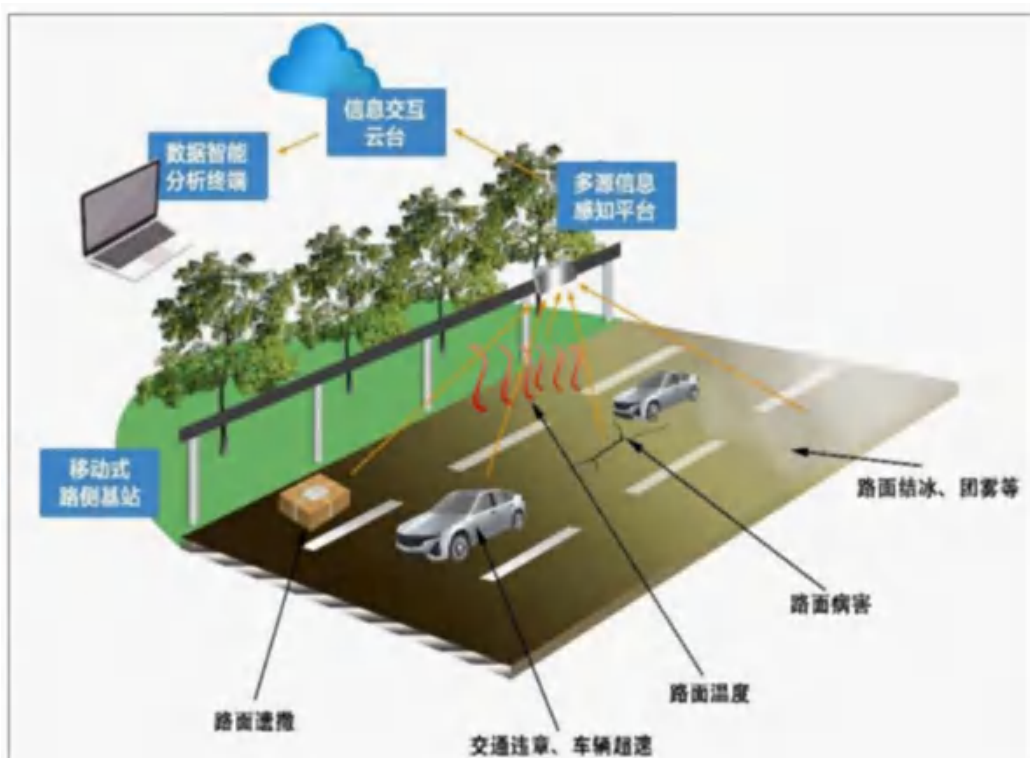 信息交互
云台
数据智能
分析终端
多源信息
感知平台
移动式
路侧基站
路面结冰、团雾等
路面病害
路面温度
路面遗撒
交通违章、车辆超速